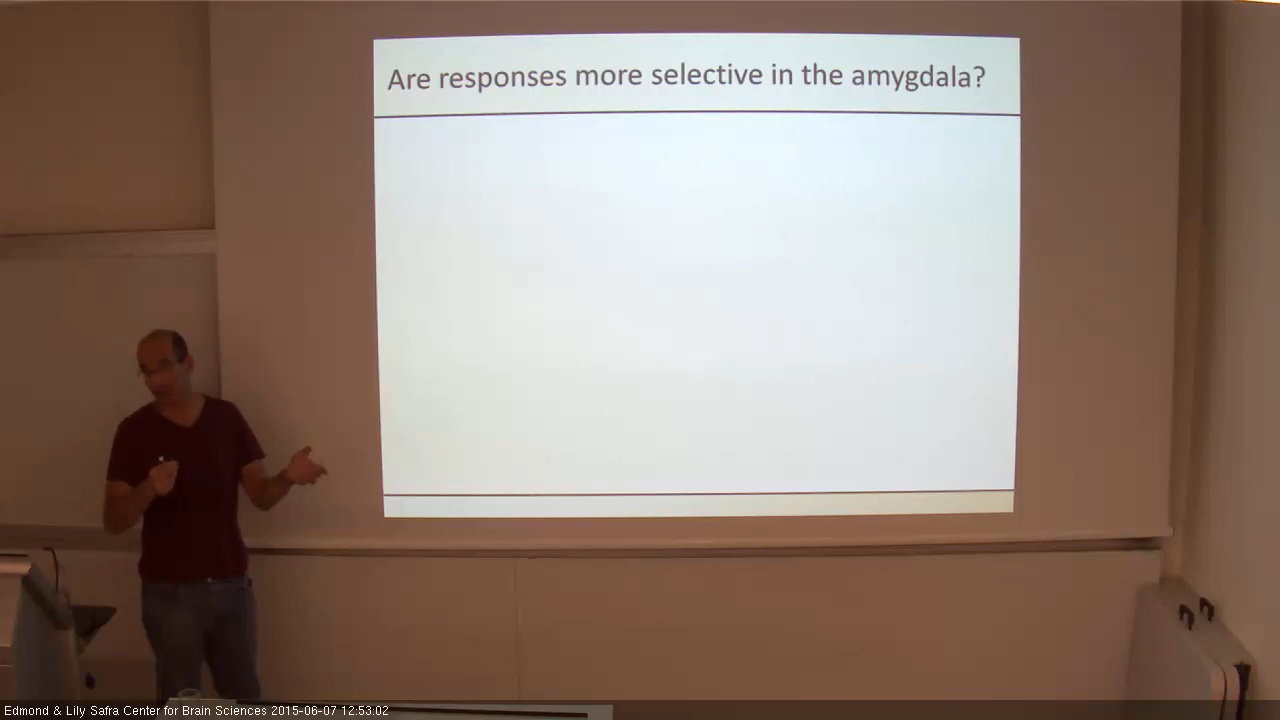 Are responses more selective in the amygdala?
Edmond & Lily Safra Center for Brain Sciences 2015-06-07 12:53:02